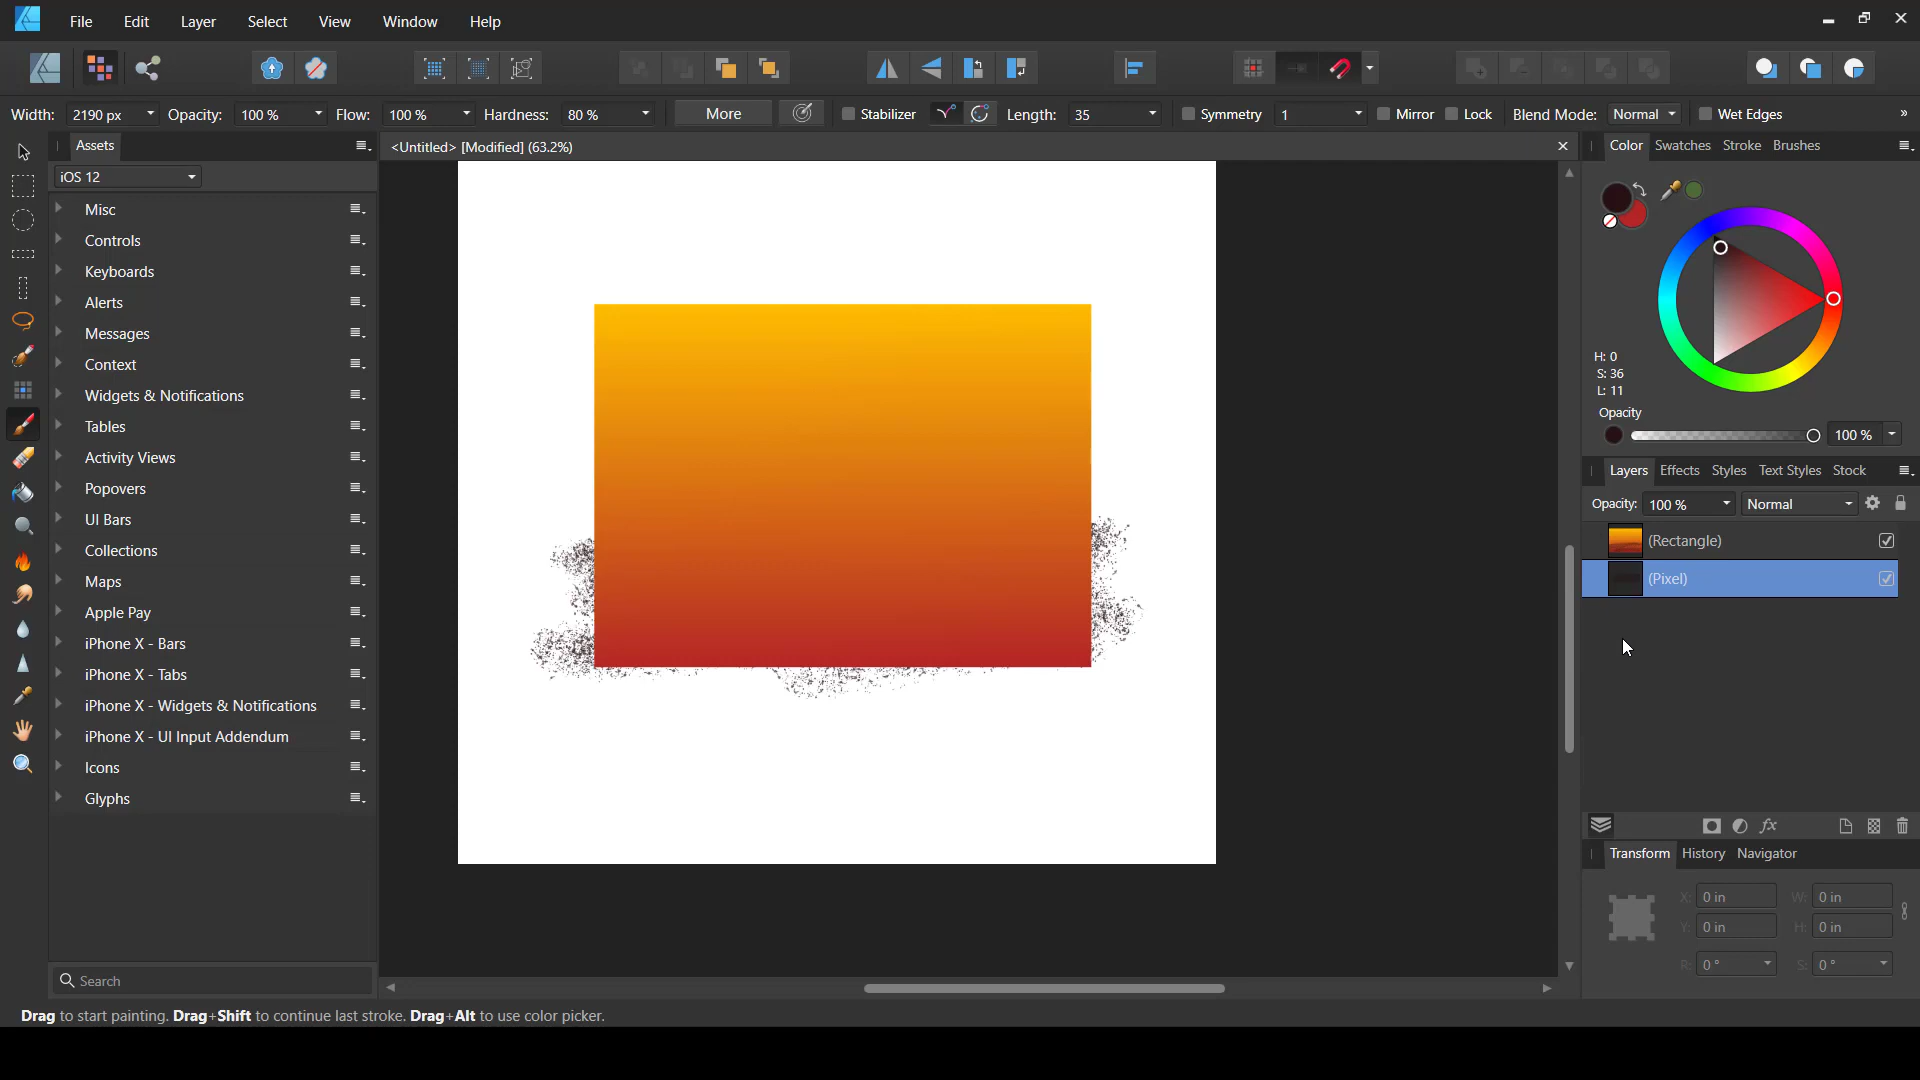 File Edit Layer Select View Window Help
Width: 2190 px Opacity: 100 % Flow: 100 % Hardness: 80 % More Stabilizer Length: 35 Symmetry 1 Mirror Lock Blend Mode: Normal Wet Edges »
Assets
<Untitled> [Modified] (63.2%)
Color Swatches Stroke Brushes
iOS 12
Misc
Controls
Keyboards
Alerts
Messages
Context
Widgets & Notifications
Tables
Activity Views
Popovers
UI Bars
Collections
Maps
Apple Pay
iPhone X - Bars
iPhone X - Tabs
iPhone X - Widgets & Notifications
iPhone X - UI Input Addendum
Icons
Glyphs
Search
H: 0
S: 36
L: 11
Opacity
100 %
Layers Effects Styles Text Styles Stock
Opacity: 100 % Normal
(Rectangle)
(Pixel)
fx
Transform History Navigator
X: 0 in W: 0 in
Y: 0 in H: 0 in
R: 0 ° S: 0 °
Drag to start painting. Drag+Shift to continue last stroke. Drag+Alt to use color picker.